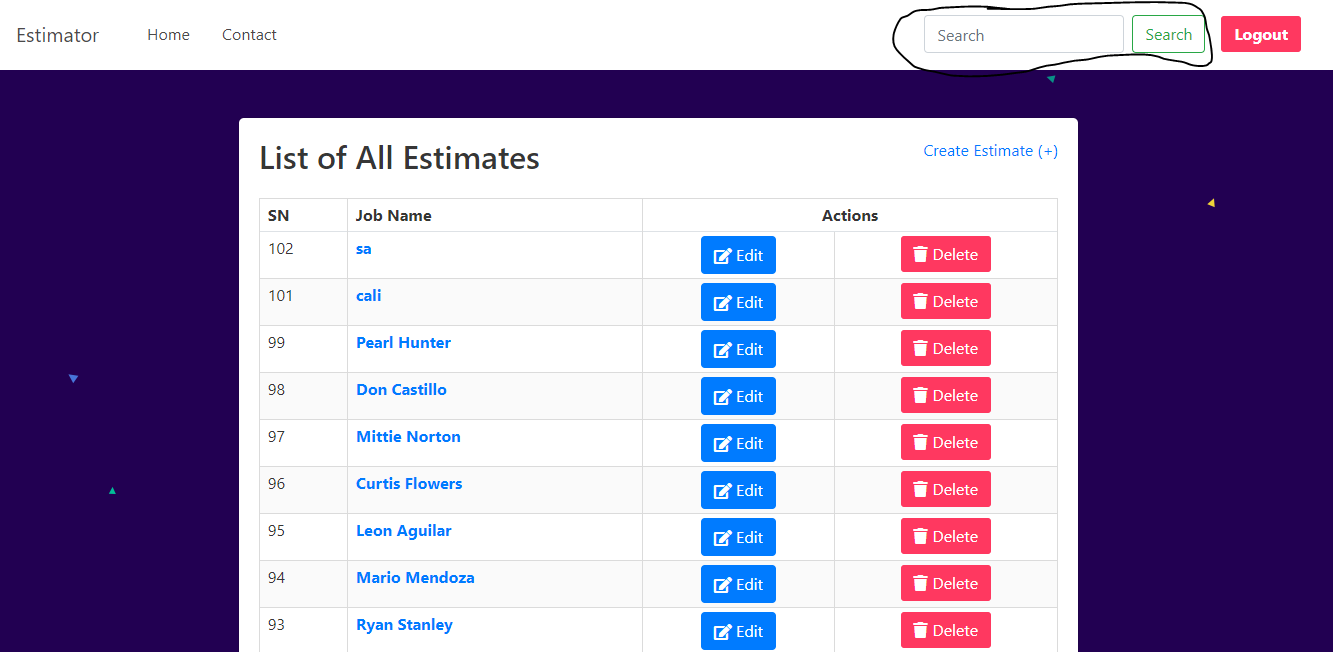 Estimator Home Contact Search Search Logout
List of All Estimates Create Estimate (+)
SN Job Name Actions
102 sa Edit Delete
101 cali Edit Delete
99 Pearl Hunter Edit Delete
98 Don Castillo Edit Delete
97 Mittie Norton Edit Delete
96 Curtis Flowers Edit Delete
95 Leon Aguilar Edit Delete
94 Mario Mendoza Edit Delete
93 Ryan Stanley Edit Delete